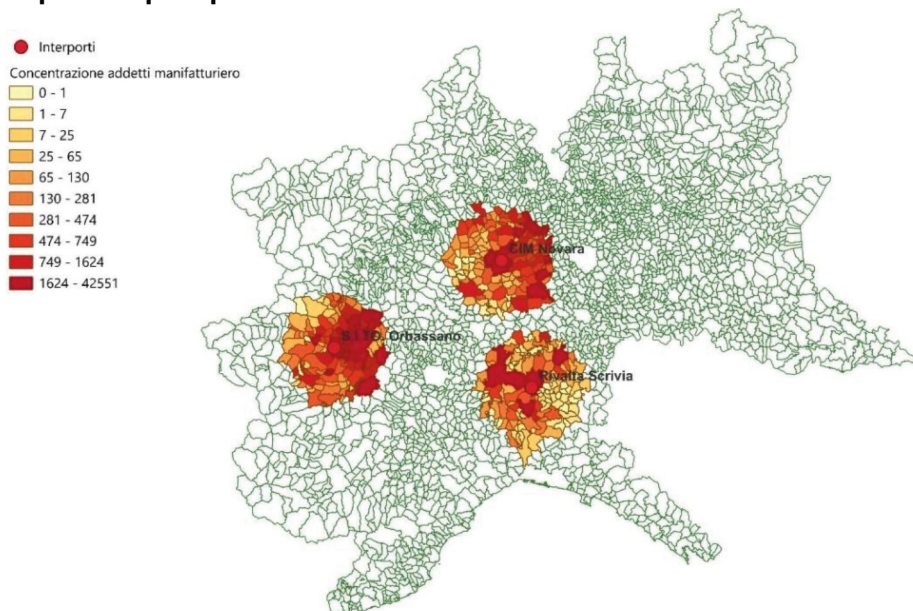 Interporti
Concentrazione addetti manifatturiero
0 - 1
1 - 7
7 - 25
25 - 65
65 - 130
130 - 281
281 - 474
474 - 749
749 - 1624
1624 - 42551
CIM Novara
S.I.TO. Orbassano
Rivalta Scrivia